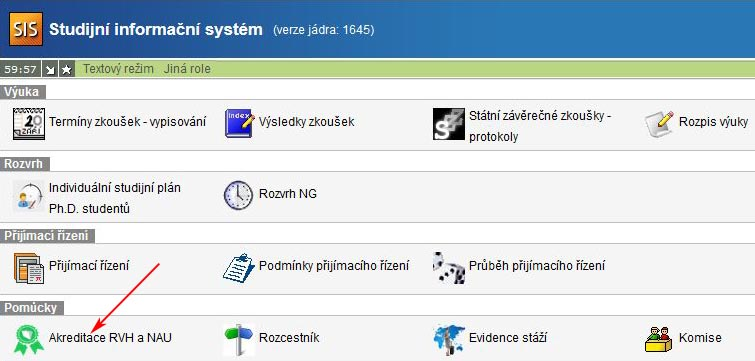 SIS Studijní informační systém (verze jádra: 1645)
59:57 Textový režim Jiná role
Výuka
20 ZÁŘÍ Termíny zkoušek - vypisování
Index Výsledky zkoušek
Státní závěrečné zkoušky -
protokoly
Rozpis výuky
Rozvrh
Individuální studijní plán
Ph.D. studentů
Rozvrh NG
Přijímací řízení
Přijímací řízení
Podmínky přijímacího řízení
Průběh přijímacího řízení
Pomůcky
Akreditace RVH a NAU
Rozcestník
Evidence stáží
Komise